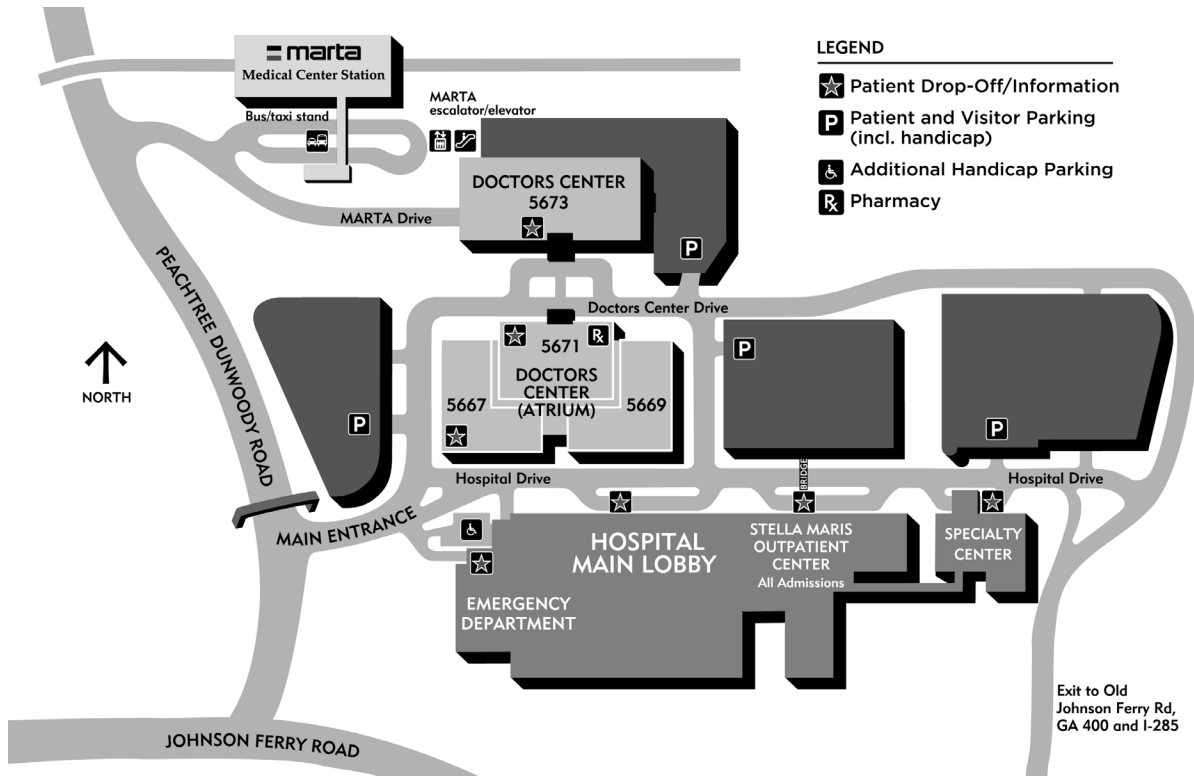 marta
Medical Center Station
Bus/taxi stand
MARTA
escalator/elevator
LEGEND
Patient Drop-Off/Information
P
Patient and Visitor Parking
(incl. handicap)
Additional Handicap Parking
Rx
Pharmacy
DOCTORS CENTER
5673
MARTA Drive
P
PEACHTREE DUNWOODY ROAD
Doctors Center Drive
NORTH
P
5671
Rx
DOCTORS
CENTER
(ATRIUM)
5667
5669
P
P
Hospital Drive
BRIDGE
Hospital Drive
MAIN ENTRANCE
HOSPITAL
MAIN LOBBY
STELLA MARIS
OUTPATIENT
CENTER
All Admissions
SPECIALTY
CENTER
EMERGENCY
DEPARTMENT
Exit to Old
Johnson Ferry Rd,
GA 400 and I-285
JOHNSON FERRY ROAD